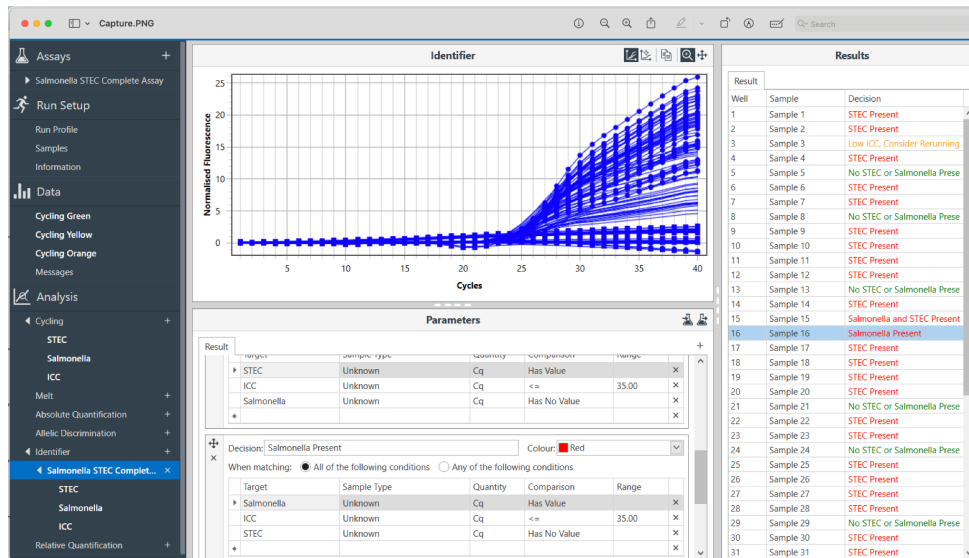 Capture.PNG
Search
Assays
Salmonella STEC Complete Assay
Run Setup
Run Profile
Samples
Information
Data
Cycling Green
Cycling Yellow
Cycling Orange
Messages
Analysis
Cycling
STEC
Salmonella
ICC
Melt
Absolute Quantification
Allelic Discrimination
Identifier
Salmonella STEC Complet...
STEC
Salmonella
ICC
Relative Quantification
Identifier
Normalised Fluorescence
25
20
15
10
5
0
5 10 15 20 25 30 35 40
Cycles
Parameters
Result
Target Sample Type Quantity Comparison Range
STEC Unknown Cq Has Value
ICC Unknown Cq <= 35.00
Salmonella Unknown Cq Has No Value
Decision: Salmonella Present Colour: Red
When matching: All of the following conditions Any of the following conditions
Target Sample Type Quantity Comparison Range
Salmonella Unknown Cq Has Value
ICC Unknown Cq <= 35.00
STEC Unknown Cq Has No Value
Results
Result
Well Sample Decision
1 Sample 1 STEC Present
2 Sample 2 STEC Present
3 Sample 3 Low ICC, Consider Rerunning
4 Sample 4 STEC Present
5 Sample 5 No STEC or Salmonella Prese
6 Sample 6 STEC Present
7 Sample 7 STEC Present
8 Sample 8 No STEC or Salmonella Prese
9 Sample 9 STEC Present
10 Sample 10 STEC Present
11 Sample 11 STEC Present
12 Sample 12 STEC Present
13 Sample 13 No STEC or Salmonella Prese
14 Sample 14 STEC Present
15 Sample 15 Salmonella and STEC Present
16 Sample 16 Salmonella Present
17 Sample 17 STEC Present
18 Sample 18 STEC Present
19 Sample 19 STEC Present
20 Sample 20 STEC Present
21 Sample 21 No STEC or Salmonella Prese
22 Sample 22 STEC Present
23 Sample 23 STEC Present
24 Sample 24 No STEC or Salmonella Prese
25 Sample 25 STEC Present
26 Sample 26 STEC Present
27 Sample 27 STEC Present
28 Sample 28 STEC Present
29 Sample 29 No STEC or Salmonella Prese
30 Sample 30 STEC Present
31 Sample 31 STEC Present